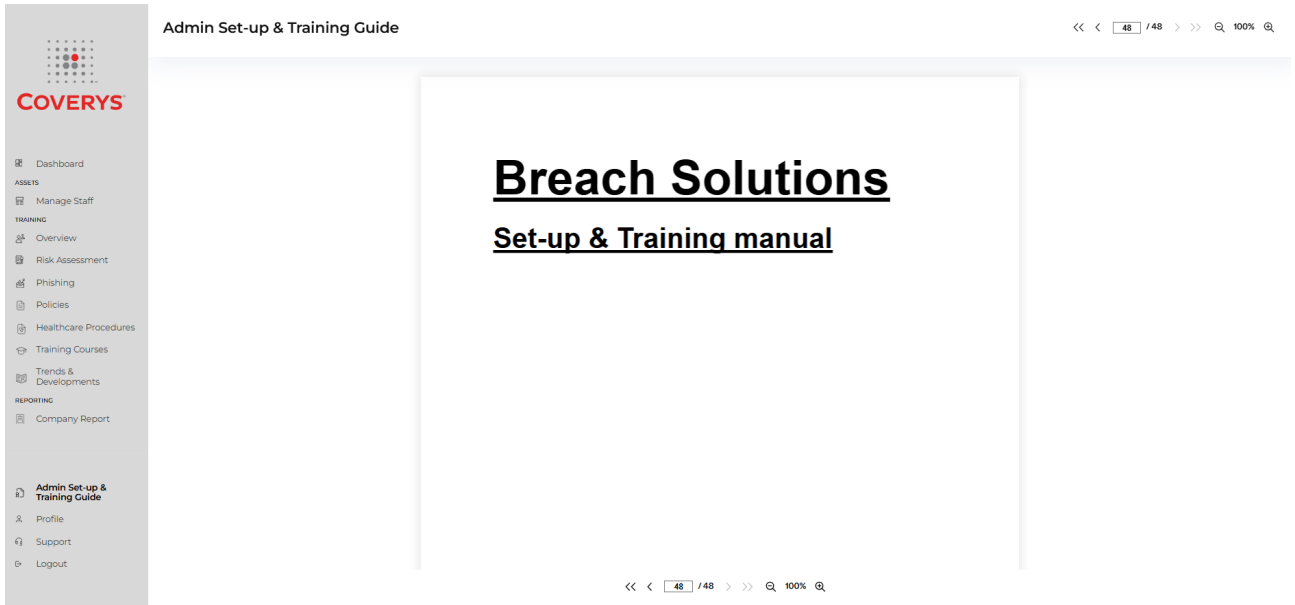 Admin Set-up & Training Guide
48 / 48
100%
COVERYS
Dashboard
ASSETS
Manage Staff
TRAINING
Overview
Risk Assessment
Phishing
Policies
Healthcare Procedures
Training Courses
Trends &
Developments
REPORTING
Company Report
Admin Set-up &
Training Guide
Profile
Support
Logout
Breach Solutions
Set-up & Training manual
48 / 48
100%